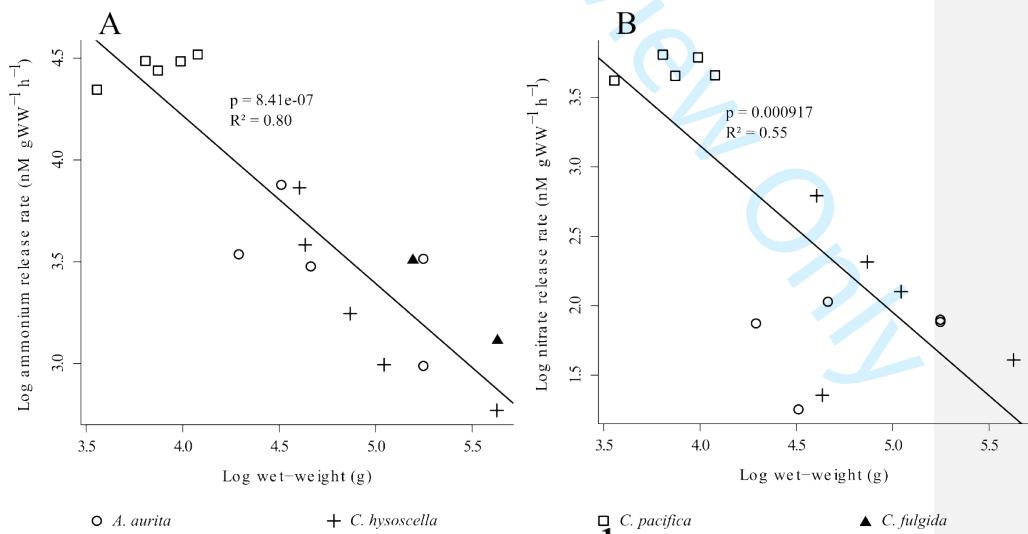 A
Log ammonium release rate (nM gWW⁻¹h⁻¹)
4.5
4.0
3.5
3.0
p = 8.41e-07
R² = 0.80
3.5 4.0 4.5 5.0 5.5
Log wet−weight (g)
B
Log nitrate release rate (nM gWW⁻¹h⁻¹)
3.5
3.0
2.5
2.0
1.5
p = 0.000917
R² = 0.55
3.5 4.0 4.5 5.0 5.5
Log wet−weight (g)
A. aurita C. hysoscella C. pacifica C. fulgida
view Only